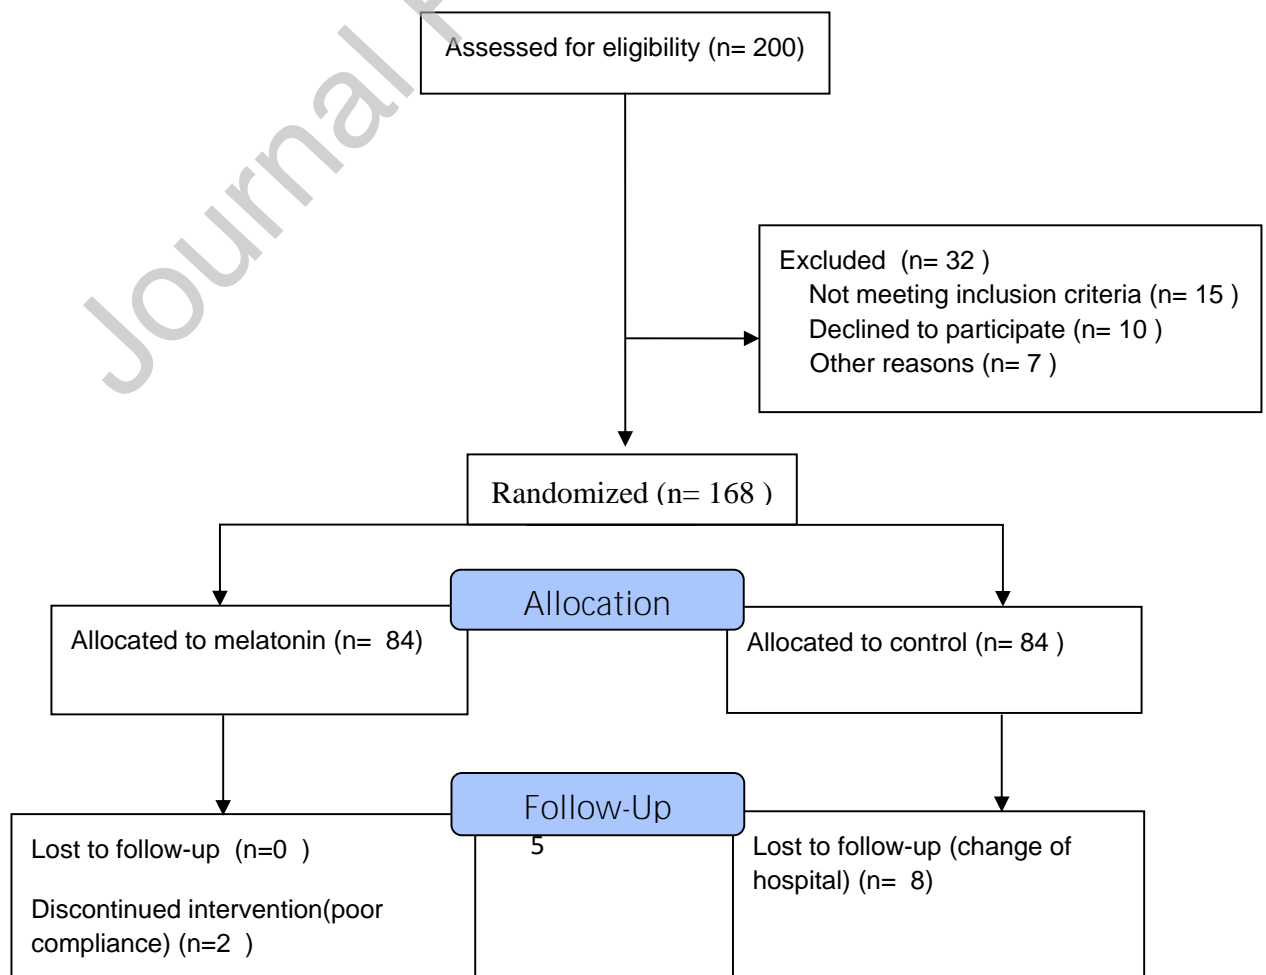 Journal P
Assessed for eligibility (n= 200)
Excluded (n= 32 )
Not meeting inclusion criteria (n= 15 )
Declined to participate (n= 10 )
Other reasons (n= 7 )
Randomized (n= 168 )
Allocation
Allocated to melatonin (n= 84)
Allocated to control (n= 84 )
Follow-Up
5
Lost to follow-up (n=0 )
Discontinued intervention(poor
compliance) (n=2 )
Lost to follow-up (change of
hospital) (n= 8)